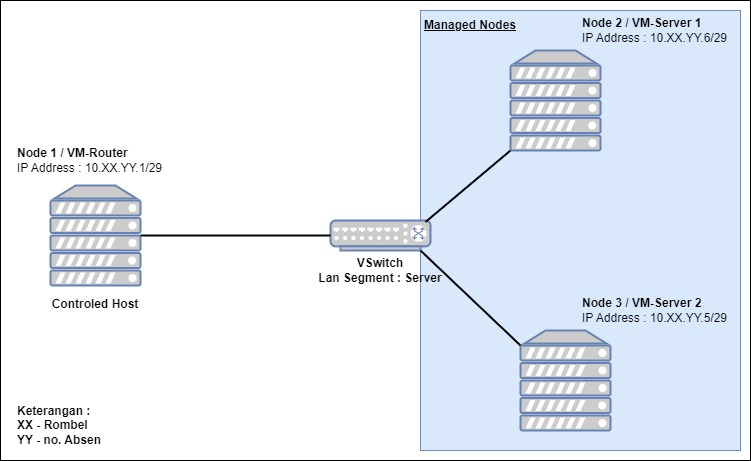 Managed Nodes
Node 2 / VM-Server 1
IP Address : 10.XX.YY.6/29
Node 1 / VM-Router
IP Address : 10.XX.YY.1/29
Controled Host
VSwitch
Lan Segment : Server
Node 3 / VM-Server 2
IP Address : 10.XX.YY.5/29
Keterangan :
XX - Rombel
YY - no. Absen